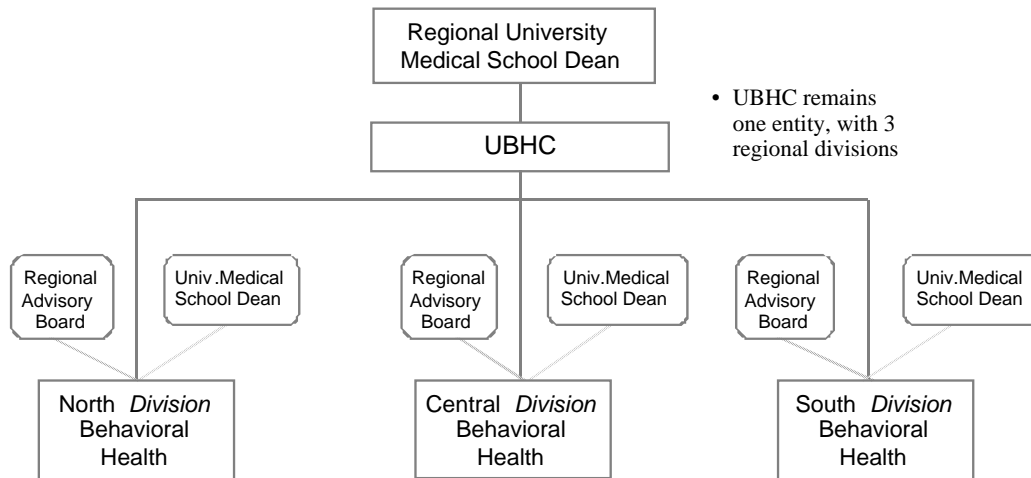 Regional University
Medical School Dean
• UBHC remains
one entity, with 3
regional divisions
UBHC
Regional
Advisory
Board
Univ.Medical
School Dean
Regional
Advisory
Board
Univ.Medical
School Dean
Regional
Advisory
Board
Univ.Medical
School Dean
North Division
Behavioral
Health
Central Division
Behavioral
Health
South Division
Behavioral
Health